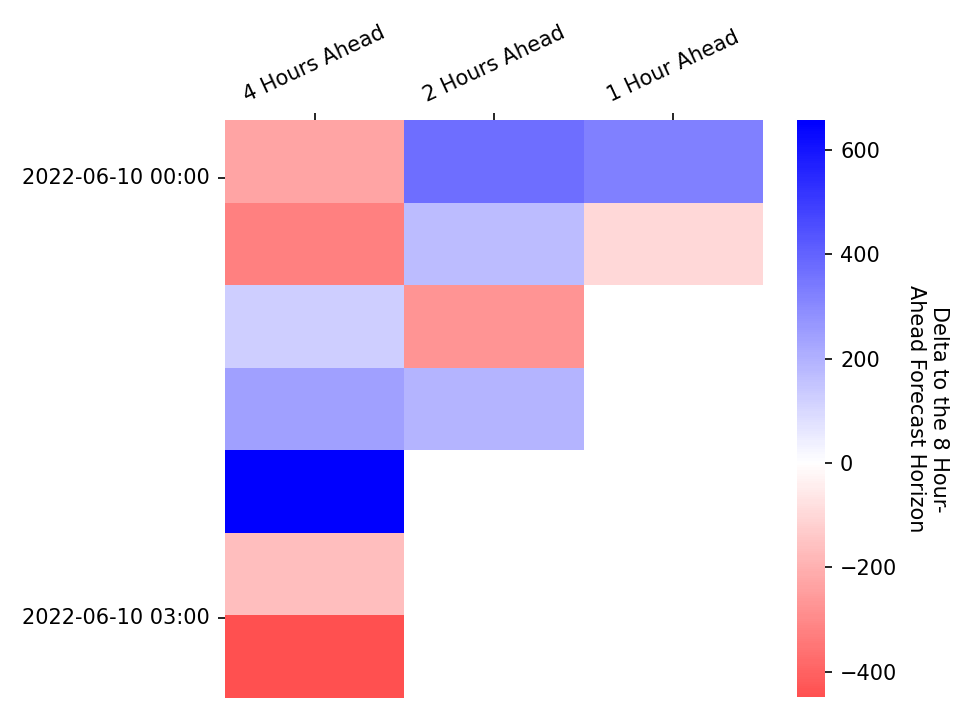 4 Hours Ahead
2 Hours Ahead
1 Hour Ahead
2022-06-10 00:00
2022-06-10 03:00
600
400
200
0
−200
−400
Delta to the 8 Hour-
Ahead Forecast Horizon